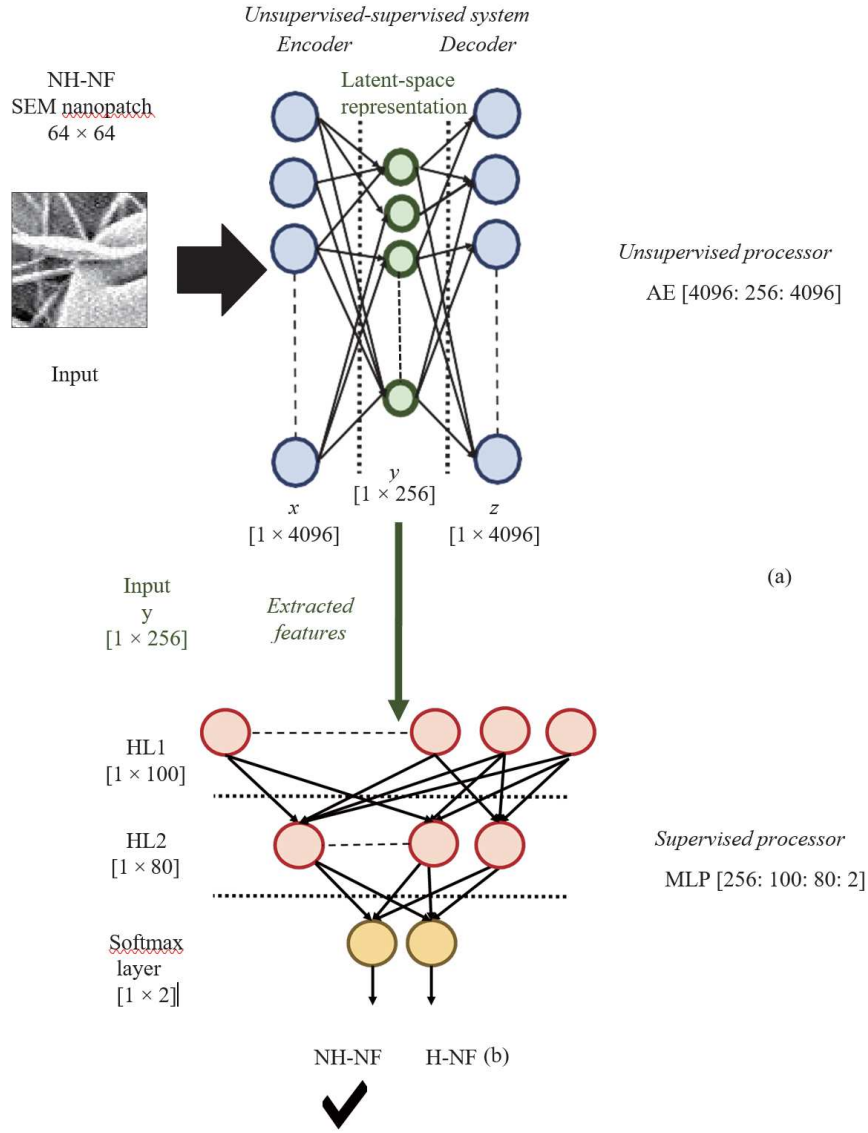 Unsupervised-supervised system
Encoder
Decoder
NH-NF
SEM nanopatch
64 × 64
Latent-space
representation
Input
Unsupervised processor
AE [4096: 256: 4096]
y
[1 × 256]
x
[1 × 4096]
z
[1 × 4096]
(a)
Input
y
[1 × 256]
Extracted
features
HL1
[1 × 100]
HL2
[1 × 80]
Supervised processor
MLP [256: 100: 80: 2]
Softmax
layer
[1 × 2]
NH-NF
H-NF (b)